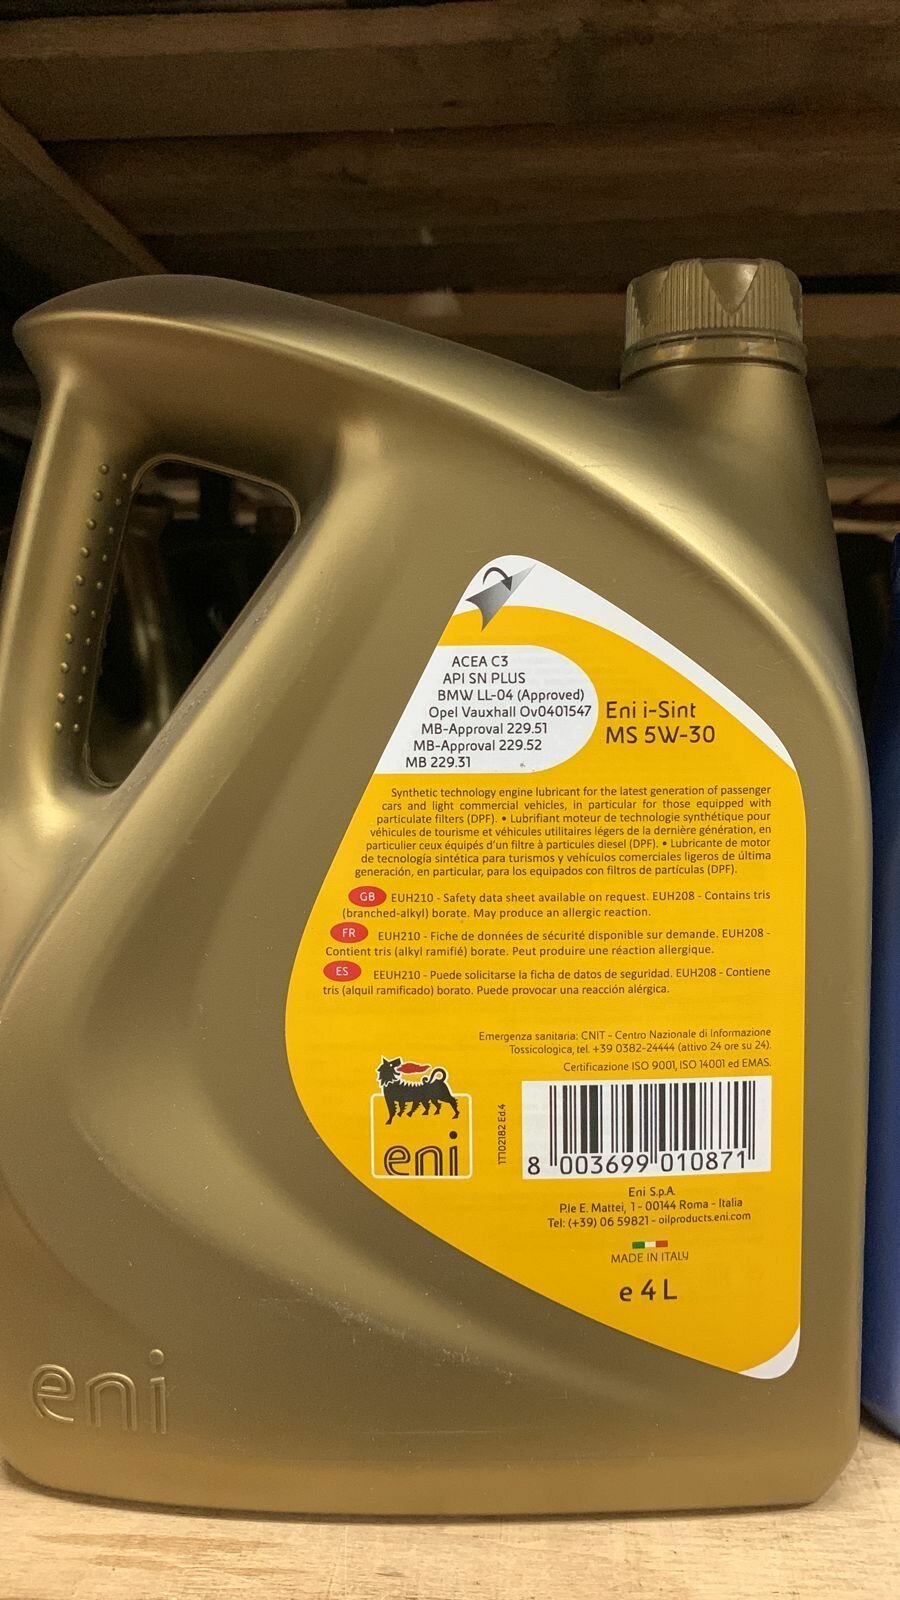 ACEA C3
API SN PLUS
BMW LL-04 (Approved)
Opel Vauxhall Ov0401547
MB-Approval 229.51
MB-Approval 229.52
MB 229.31
Eni i-Sint
MS 5W-30
Synthetic technology engine lubricant for the latest generation of passenger
cars and light commercial vehicles, in particular for those equipped with
particulate filters (DPF). • Lubrifiant moteur de technologie synthétique pour
véhicules de tourisme et véhicules utilitaires légers de la dernière génération, en
particulier ceux équipés d'un filtre à particules diesel (DPF). • Lubricante de motor
de tecnología sintética para turismos y vehículos comerciales ligeros de última
generación, en particular, para los equipados con filtros de partículas (DPF).
GB EUH210 - Safety data sheet available on request. EUH208 - Contains tris
(branched-alkyl) borate. May produce an allergic reaction.
FR EUH210 - Fiche de données de sécurité disponible sur demande. EUH208 -
Contient tris (alkyl ramifié) borate. Peut produire une réaction allergique.
ES EEUH210 - Puede solicitarse la ficha de datos de seguridad. EUH208 - Contiene
tris (alquil ramificado) borato. Puede provocar una reacción alérgica.
Emergenza sanitaria: CNIT - Centro Nazionale di Informazione
Tossicologica, tel. +39 0382-24444 (attivo 24 ore su 24).
Certificazione ISO 9001, ISO 14001 ed EMAS.
eni
1T102182 Ed.4
8 003699 010871
Eni S.p.A.
P.le E. Mattei, 1 - 00144 Roma - Italia
Tel: (+39) 06 59821 - oilproducts.eni.com
MADE IN ITALY
e 4 L
eni